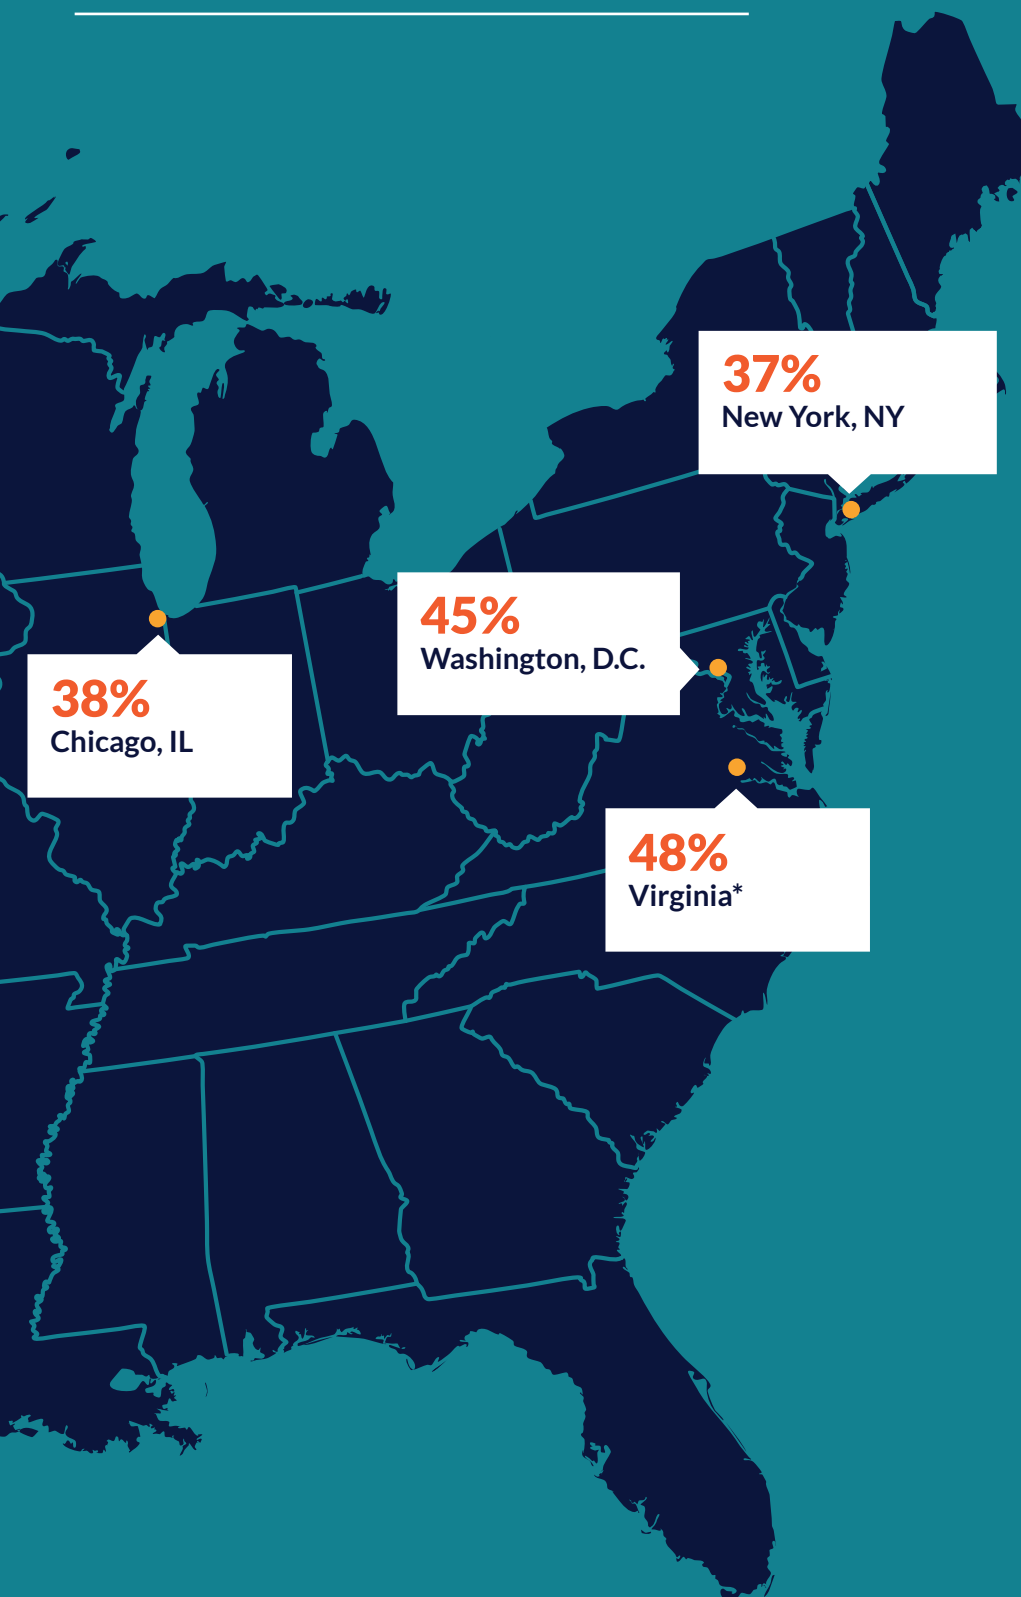 37%
New York, NY
45%
Washington, D.C.
38%
Chicago, IL
48%
Virginia*